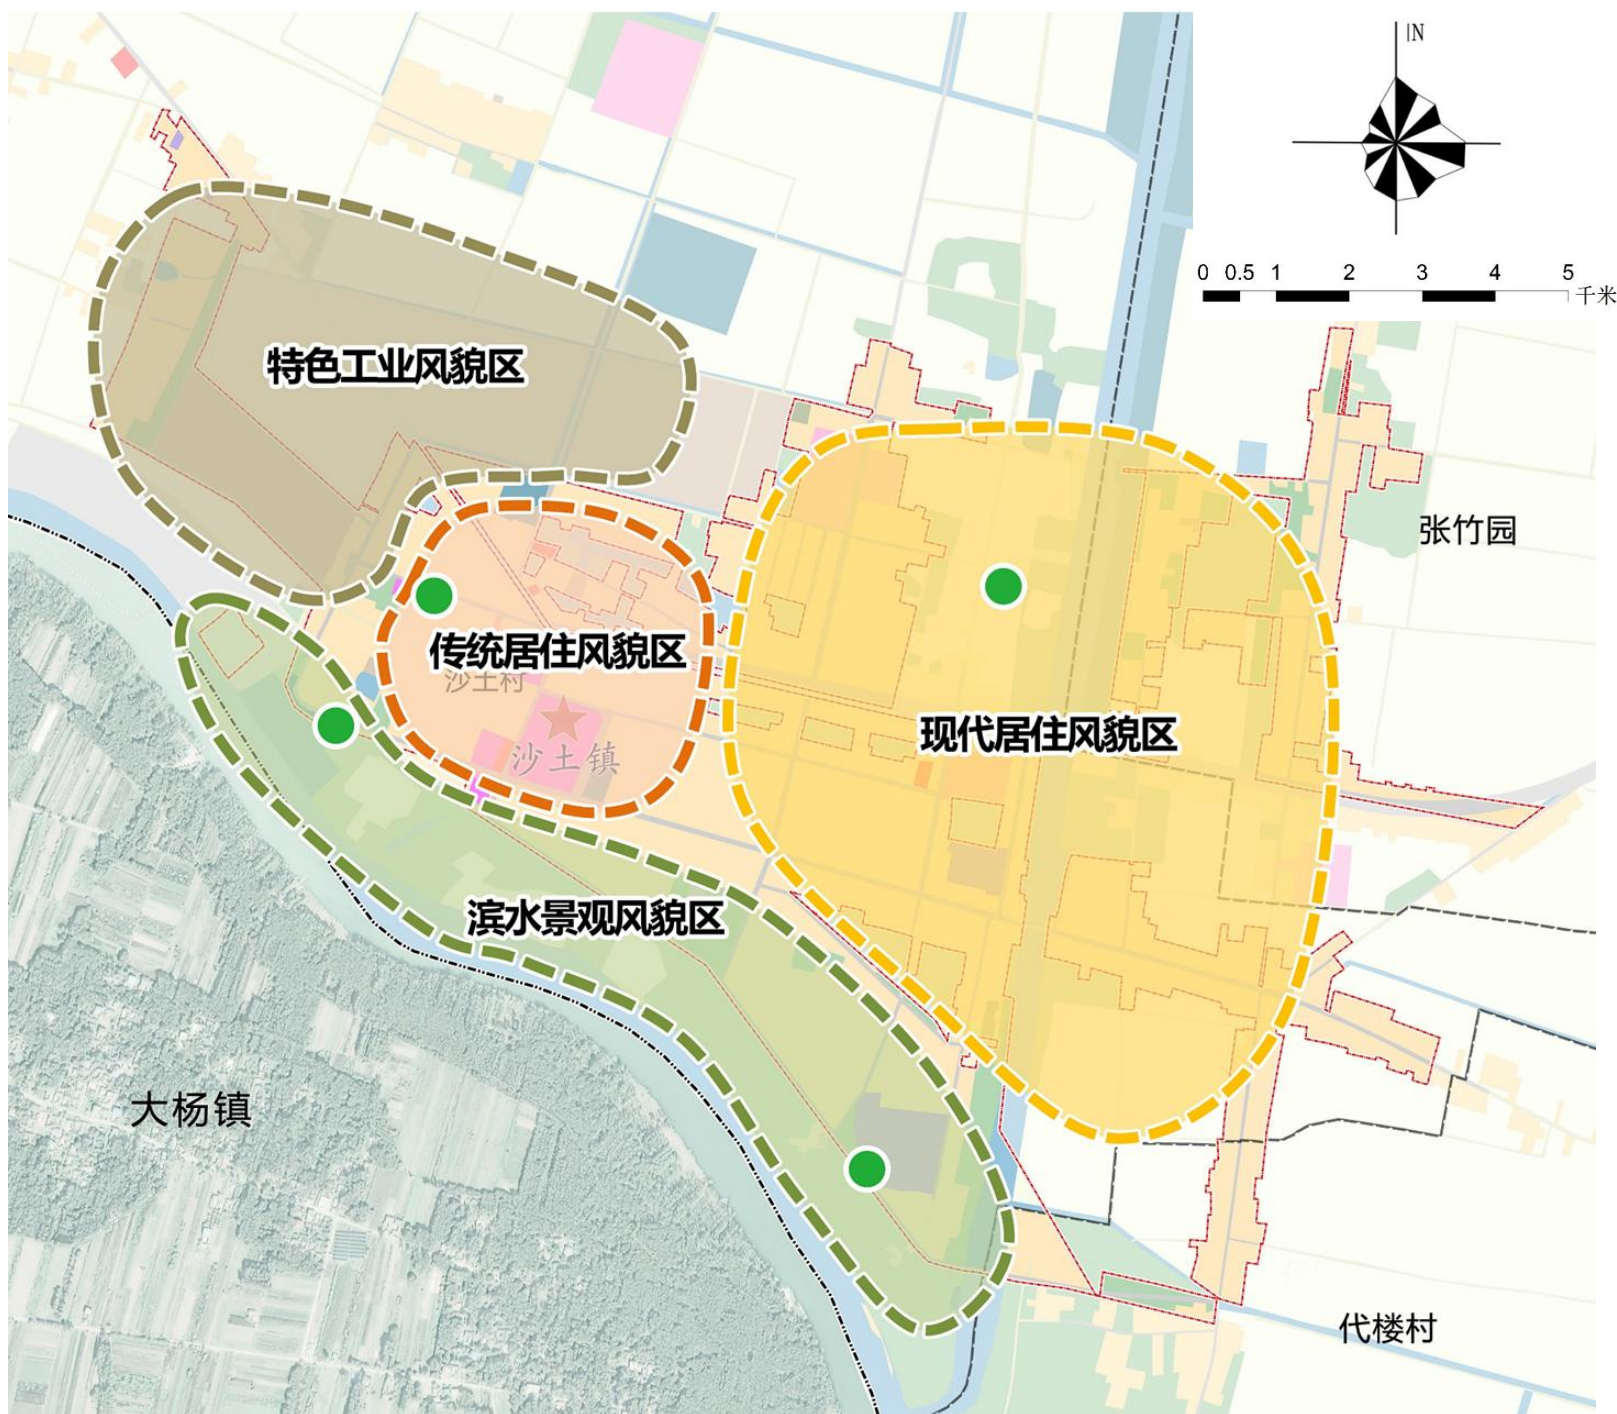 N
0 0.5 1 2 3 4 5
千米
特色工业风貌区
张竹园
传统居住风貌区
沙土村
现代居住风貌区
沙土镇
滨水景观风貌区
大杨镇
代楼村